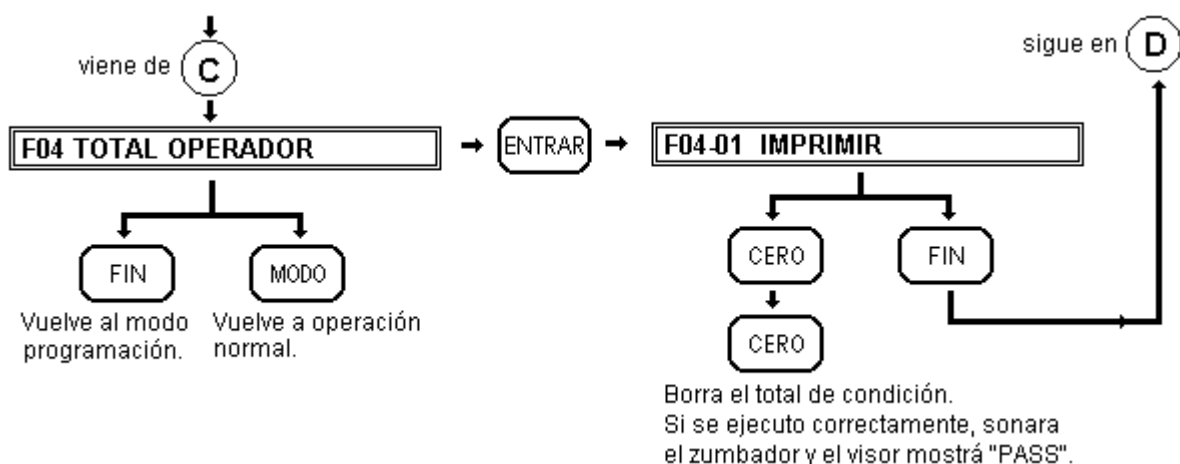 viene de C
sigue en D
F04 TOTAL OPERADOR
ENTRAR
F04-01 IMPRIMIR
FIN
MODO
CERO
FIN
Vuelve al modo
programación.
Vuelve a operación
normal.
CERO
Borra el total de condición.
Si se ejecuto correctamente, sonara
el zumbador y el visor mostrá "PASS".